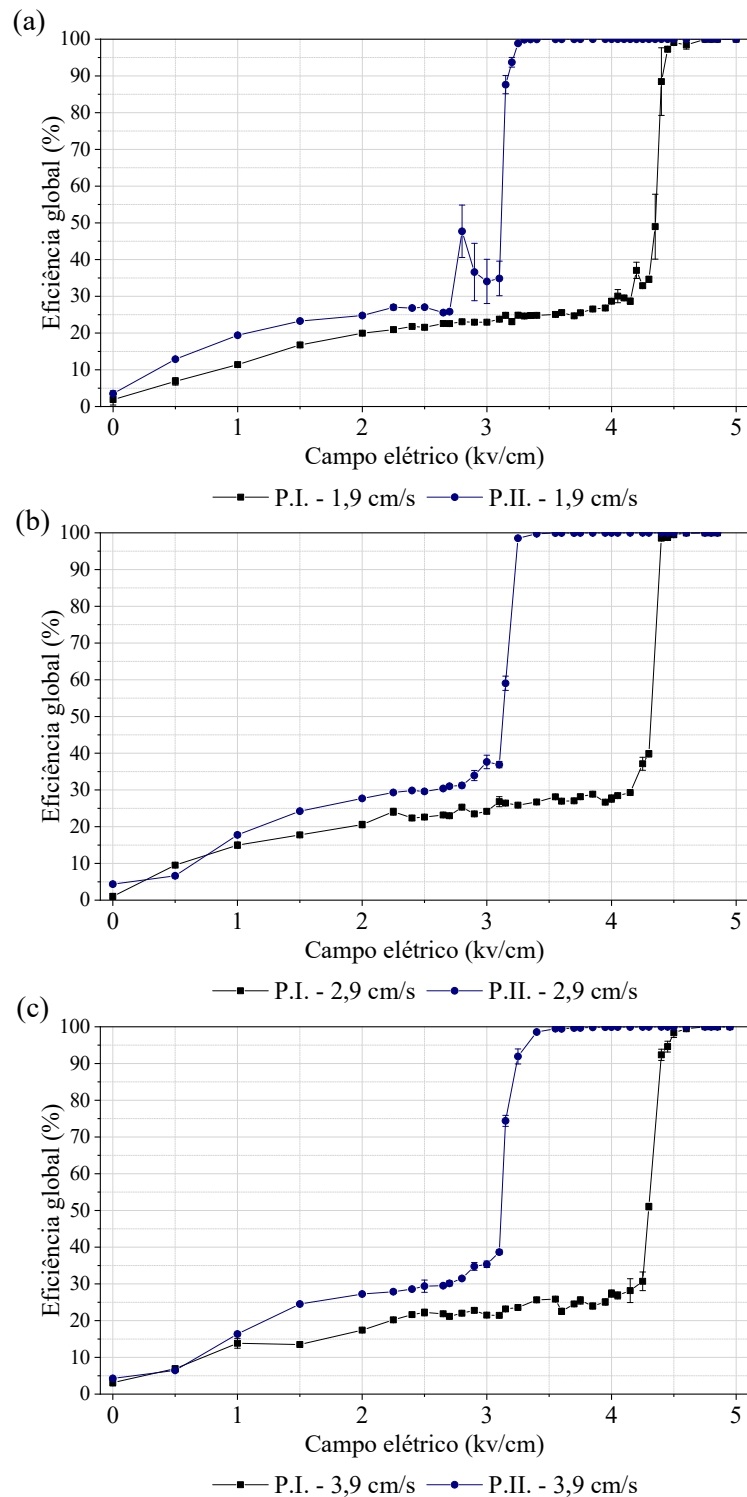 (a)
100
90
80
70
60
50
40
30
20
10
0
Eficiência global (%)
0 1 2 3 4 5
Campo elétrico (kv/cm)
P.I. - 1,9 cm/s P.II. - 1,9 cm/s
(b)
100
90
80
70
60
50
40
30
20
10
0
Eficiência global (%)
0 1 2 3 4 5
Campo elétrico (kv/cm)
P.I. - 2,9 cm/s P.II. - 2,9 cm/s
(c)
100
90
80
70
60
50
40
30
20
10
0
Eficiência global (%)
0 1 2 3 4 5
Campo elétrico (kv/cm)
P.I. - 3,9 cm/s P.II. - 3,9 cm/s